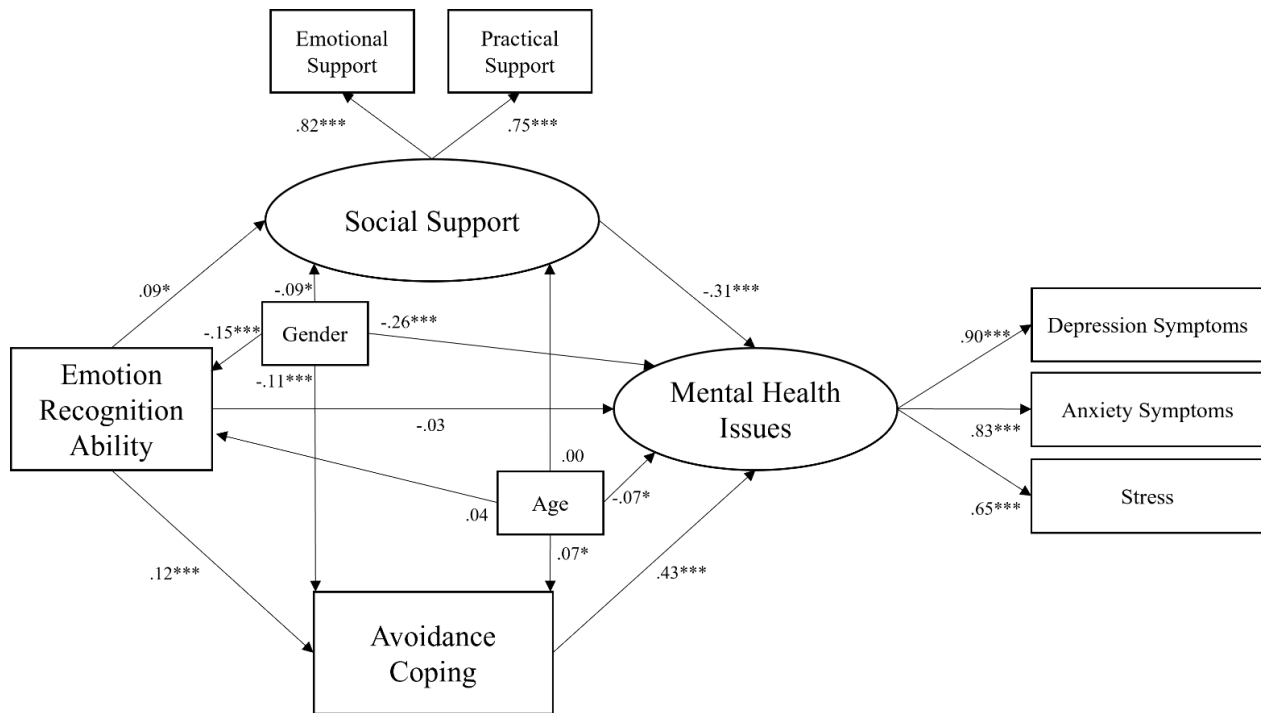 Emotional
Support
Practical
Support
.82***
.75***
Social Support
.09*
-.09*
-.31***
Gender
-.15***
-.26***
-.11***
Emotion
Recognition
Ability
-.03
Mental Health
Issues
.90***
Depression Symptoms
Anxiety Symptoms
.83***
Stress
.65***
.00
-.07*
Age
.04
.07*
.12***
.43***
Avoidance
Coping